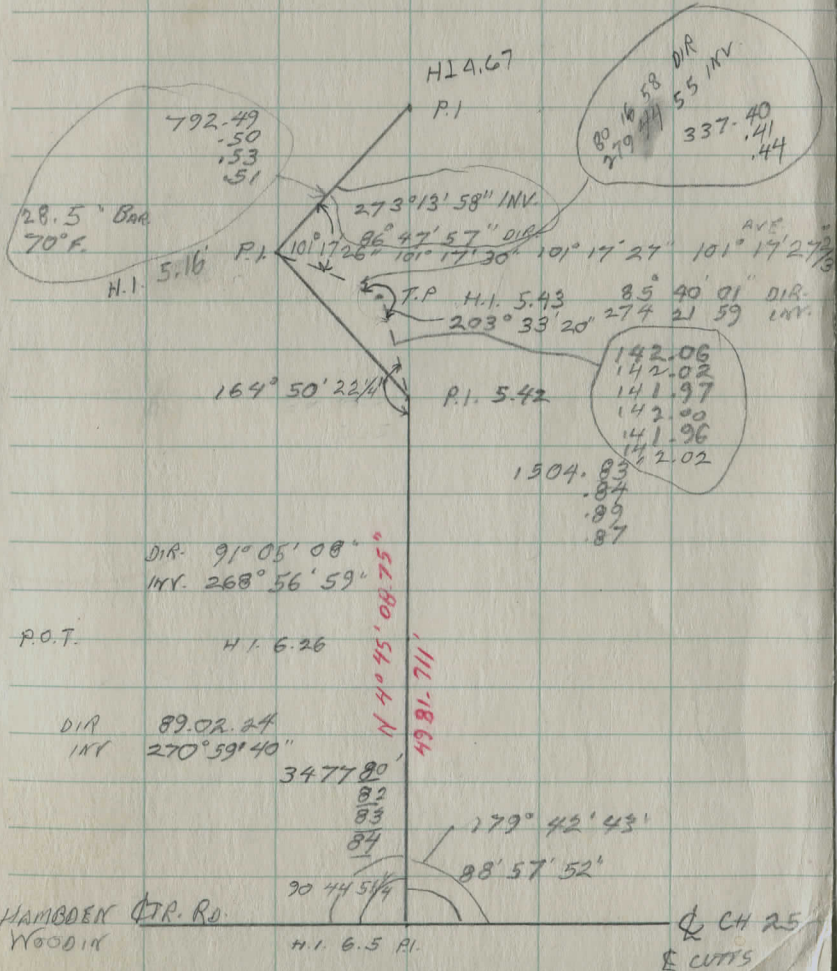 HI 4.67
P.I
80 16 58 DIR
279 44 55 INV.
337.40
.41
.44
792.49
.50
.53
.51
28.5" BAR.
70° F.
273° 13' 58" INV.
86° 47' 57" DIR
AVE
P.I. 101° 17' 26" 101° 17' 30" 101° 17' 27" 101° 17' 27 2/3
H.I. 5.16'
T.P H.I. 5.43 85° 40' 01" DIR.
203° 33' 20" 274 21 59 INV.
142.06
142.02
141.97
142.00
141.96
142.02
164° 50' 22 1/4" P.I. 5.42
1504.83
.84
.89
.87
DIR. 91° 05' 08"
INV. 268° 56' 59"
N 4° 45' 08.75"
4981.711'
P.O.T. H.I. 6.26
DIR 89.02.24
INV 270° 59' 40"
3477 80'
82
83
84
179° 42' 43'
88' 57' 52"
90 44 51 1/4
HAMBDEN CTR. RD. ℄ CH 25
WOODIN H.I. 6.5 P.I. E CUTTS